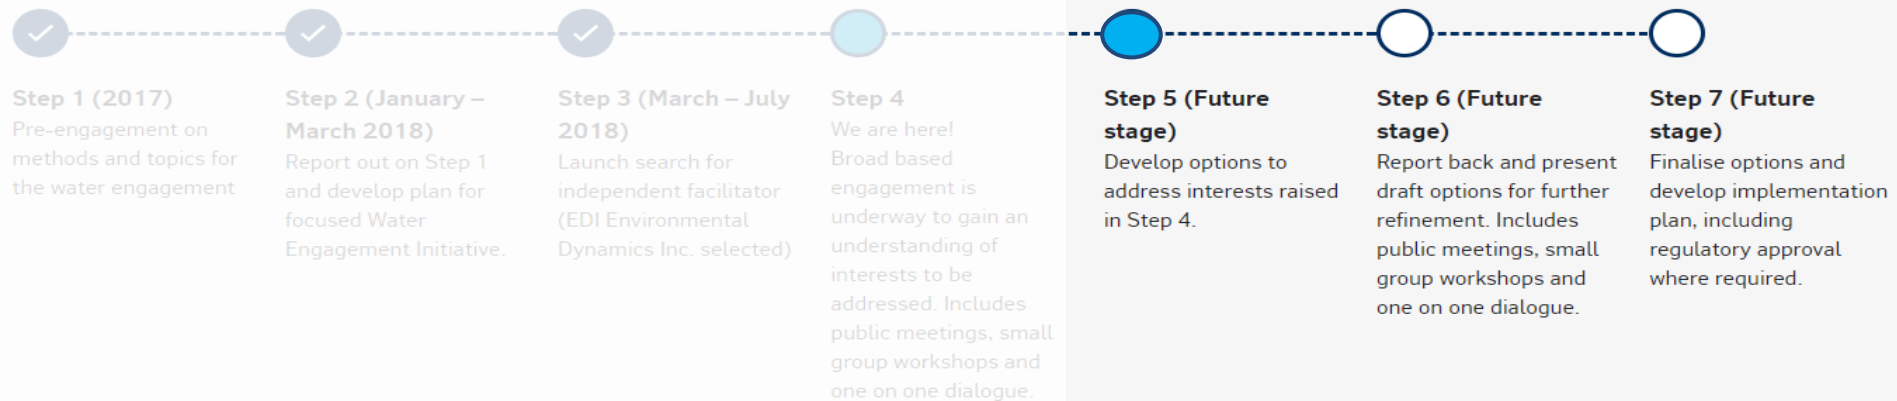 Step 1 (2017)
Pre-engagement on
methods and topics for
the water engagement
Step 2 (January –
March 2018)
Report out on Step 1
and develop plan for
focused Water
Engagement Initiative.
Step 3 (March – July
2018)
Launch search for
independent facilitator
(EDI Environmental
Dynamics Inc. selected)
Step 4
We are here!
Broad based
engagement is
underway to gain an
understanding of
interests to be
addressed. Includes
public meetings, small
group workshops and
one on one dialogue.
Step 5 (Future
stage)
Develop options to
address interests raised
in Step 4.
Step 6 (Future
stage)
Report back and present
draft options for further
refinement. Includes
public meetings, small
group workshops and
one on one dialogue.
Step 7 (Future
stage)
Finalise options and
develop implementation
plan, including
regulatory approval
where required.